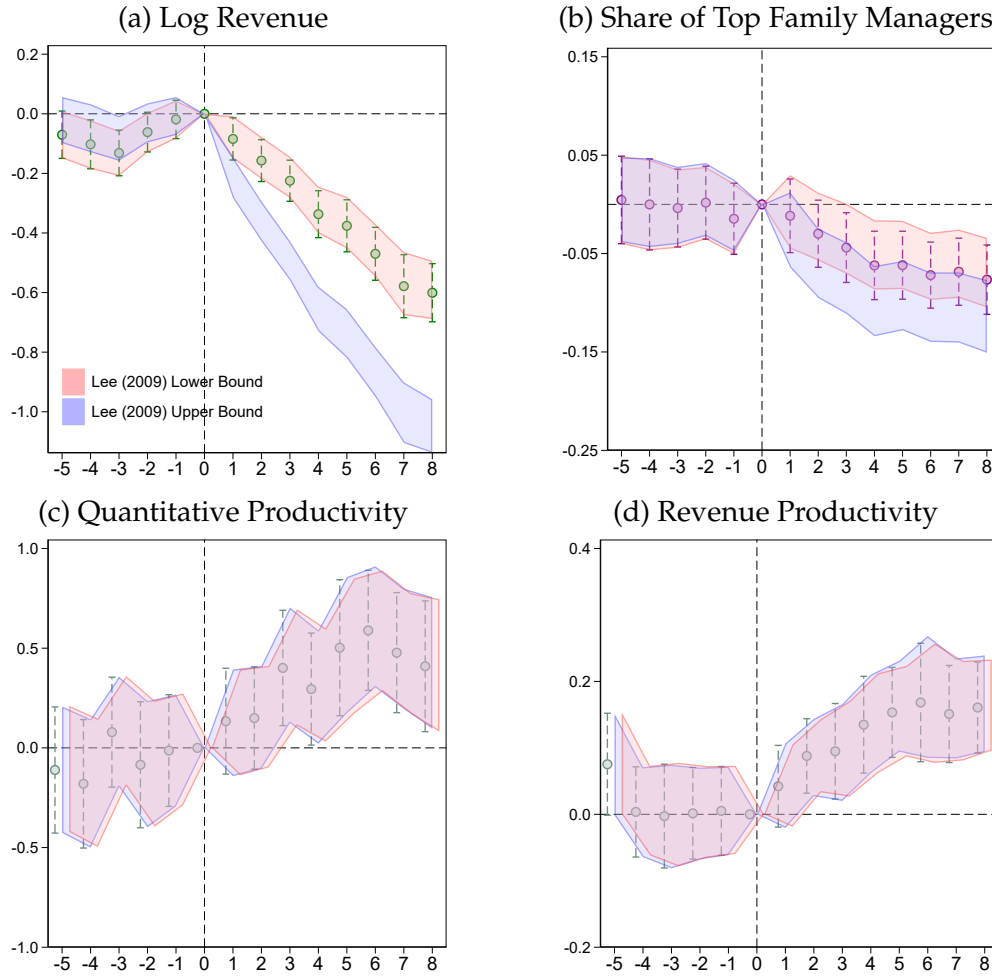 (a) Log Revenue
0.2
0.0
-0.2
-0.4
-0.6
-0.8
-1.0
Lee (2009) Lower Bound
Lee (2009) Upper Bound
-5 -4 -3 -2 -1 0 1 2 3 4 5 6 7 8
(b) Share of Top Family Managers
0.15
0.05
-0.05
-0.15
-0.25
-5 -4 -3 -2 -1 0 1 2 3 4 5 6 7 8
(c) Quantitative Productivity
1.0
0.5
0.0
-0.5
-1.0
-5 -4 -3 -2 -1 0 1 2 3 4 5 6 7 8
(d) Revenue Productivity
0.4
0.2
0.0
-0.2
-5 -4 -3 -2 -1 0 1 2 3 4 5 6 7 8